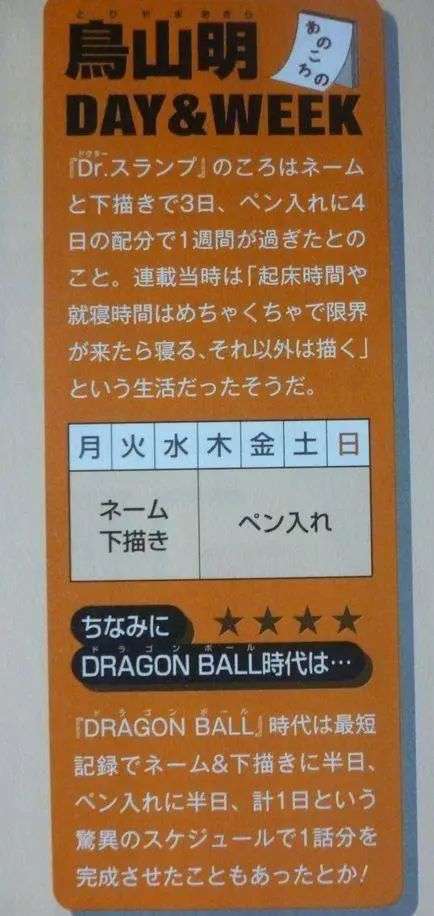 とりやまあきら
鳥山明
あのころの
DAY&WEEK
ドクター
『Dr.スランプ』のころはネーム
と下描きで3日、ペン入れに4
日の配分で1週間が過ぎたとの
こと。連載当時は「起床時間や
就寝時間はめちゃくちゃで限界
が来たら寝る、それ以外は描く」
という生活だったそうだ。
月 火 水 木 金 土 日
ネーム
下描き
ペン入れ
ちなみに ★★★★
ドラゴン ボール
DRAGON BALL時代は…
ドラゴン ボール
『DRAGON BALL』時代は最短
記録でネーム&下描きに半日、
ペン入れに半日、計1日という
驚異のスケジュールで1話分を
完成させたこともあったとか!